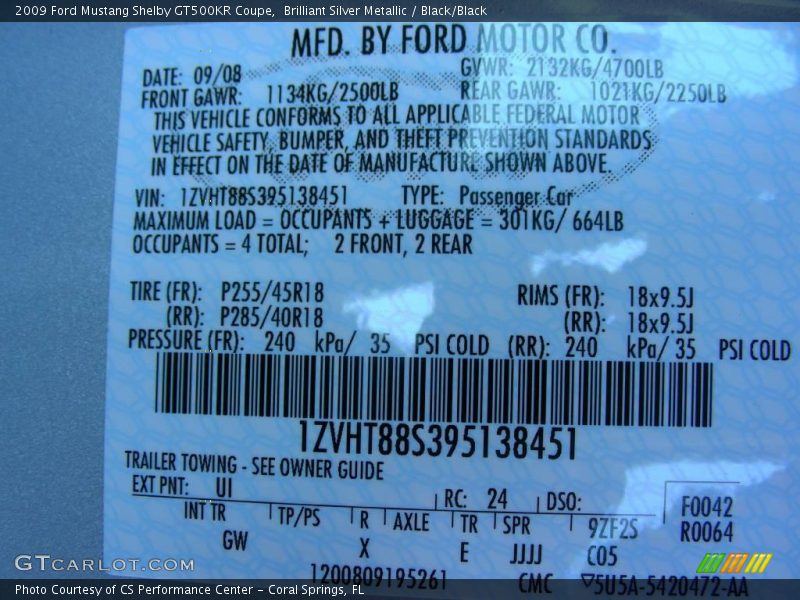 2009 Ford Mustang Shelby GT500KR Coupe, Brilliant Silver Metallic / Black/Black
MFD. BY FORD MOTOR CO.
DATE: 09/08 GVWR: 2132KG/4700LB
FRONT GAWR: 1134KG/2500LB REAR GAWR: 1021KG/2250LB
THIS VEHICLE CONFORMS TO ALL APPLICABLE FEDERAL MOTOR
VEHICLE SAFETY, BUMPER, AND THEFT PREVENTION STANDARDS
IN EFFECT ON THE DATE OF MANUFACTURE SHOWN ABOVE.
VIN: 1ZVHT88S395138451 TYPE: Passenger Car
MAXIMUM LOAD = OCCUPANTS + LUGGAGE = 301KG/ 664LB
OCCUPANTS = 4 TOTAL; 2 FRONT, 2 REAR
TIRE (FR): P255/45R18 RIMS (FR): 18x9.5J
(RR): P285/40R18 (RR): 18x9.5J
PRESSURE (FR): 240 kPa/ 35 PSI COLD (RR): 240 kPa/ 35 PSI COLD
1ZVHT88S395138451
TRAILER TOWING - SEE OWNER GUIDE
EXT PNT: UI RC: 24 DSO: F0042
INT TR TP/PS R AXLE TR SPR 9ZF2S R0064
GW X E JJJJ C05
1200809195261 CMC ▽5U5A-5420472-AA
GTCARLOT.COM
Photo Courtesy of CS Performance Center – Coral Springs, FL